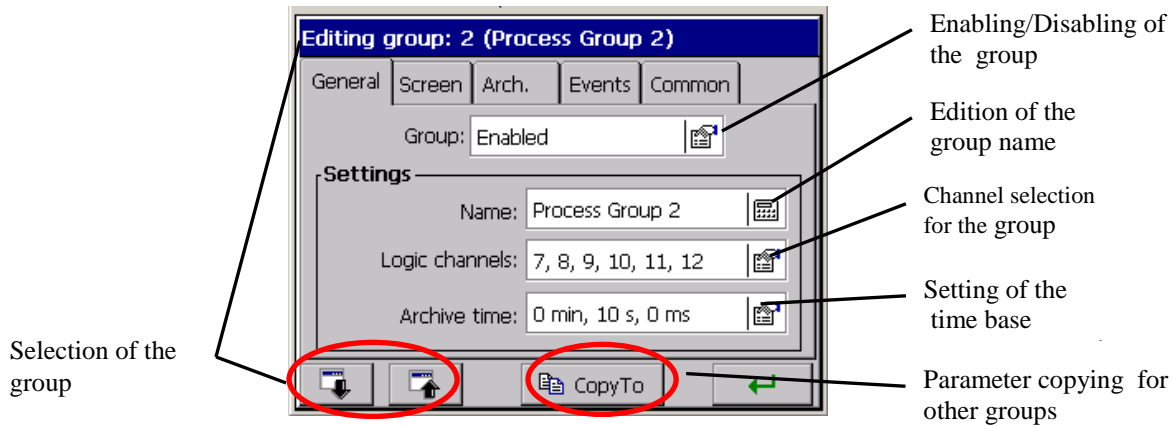 Editing group: 2 (Process Group 2)
General Screen Arch. Events Common
Group: Enabled
Settings
Name: Process Group 2
Logic channels: 7, 8, 9, 10, 11, 12
Archive time: 0 min, 10 s, 0 ms
CopyTo
Selection of the
group
Enabling/Disabling of
the group
Edition of the
group name
Channel selection
for the group
Setting of the
time base
Parameter copying for
other groups